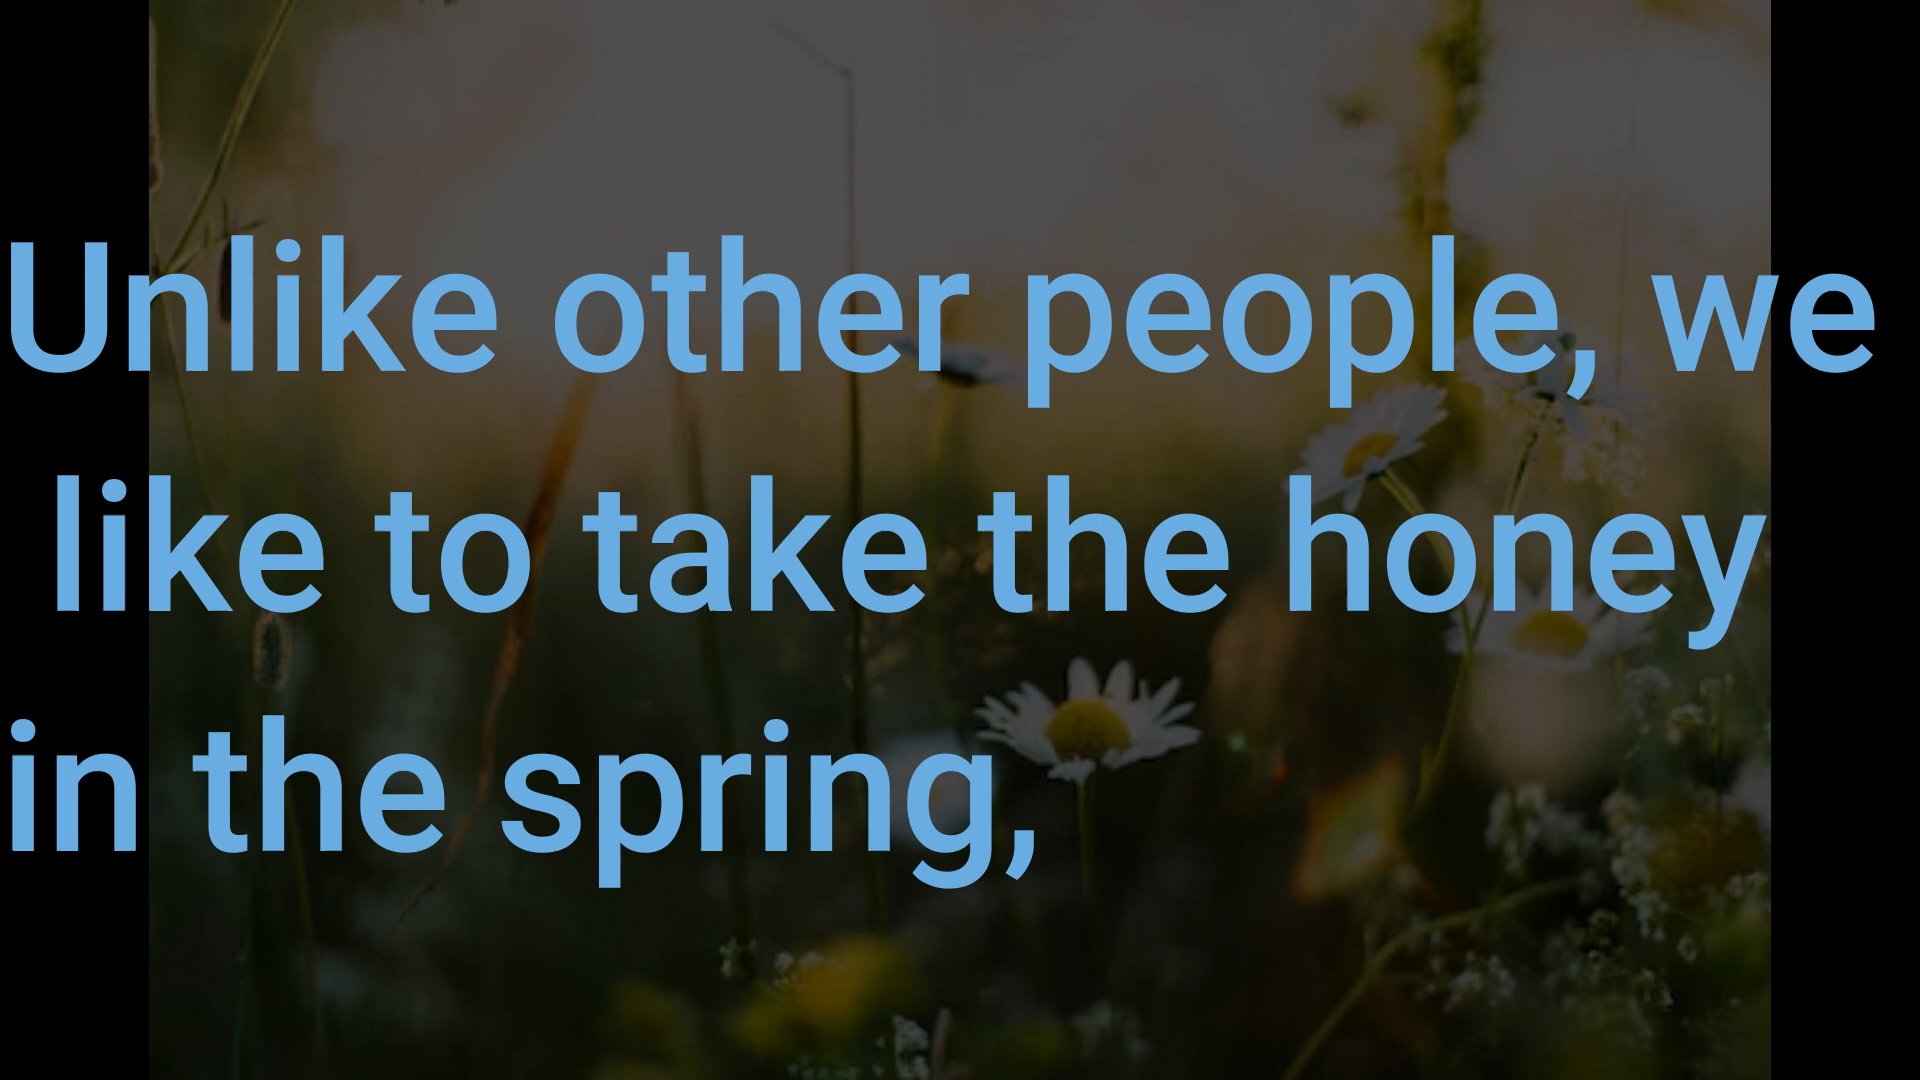 Unlike other people, we
like to take the honey
in the spring,